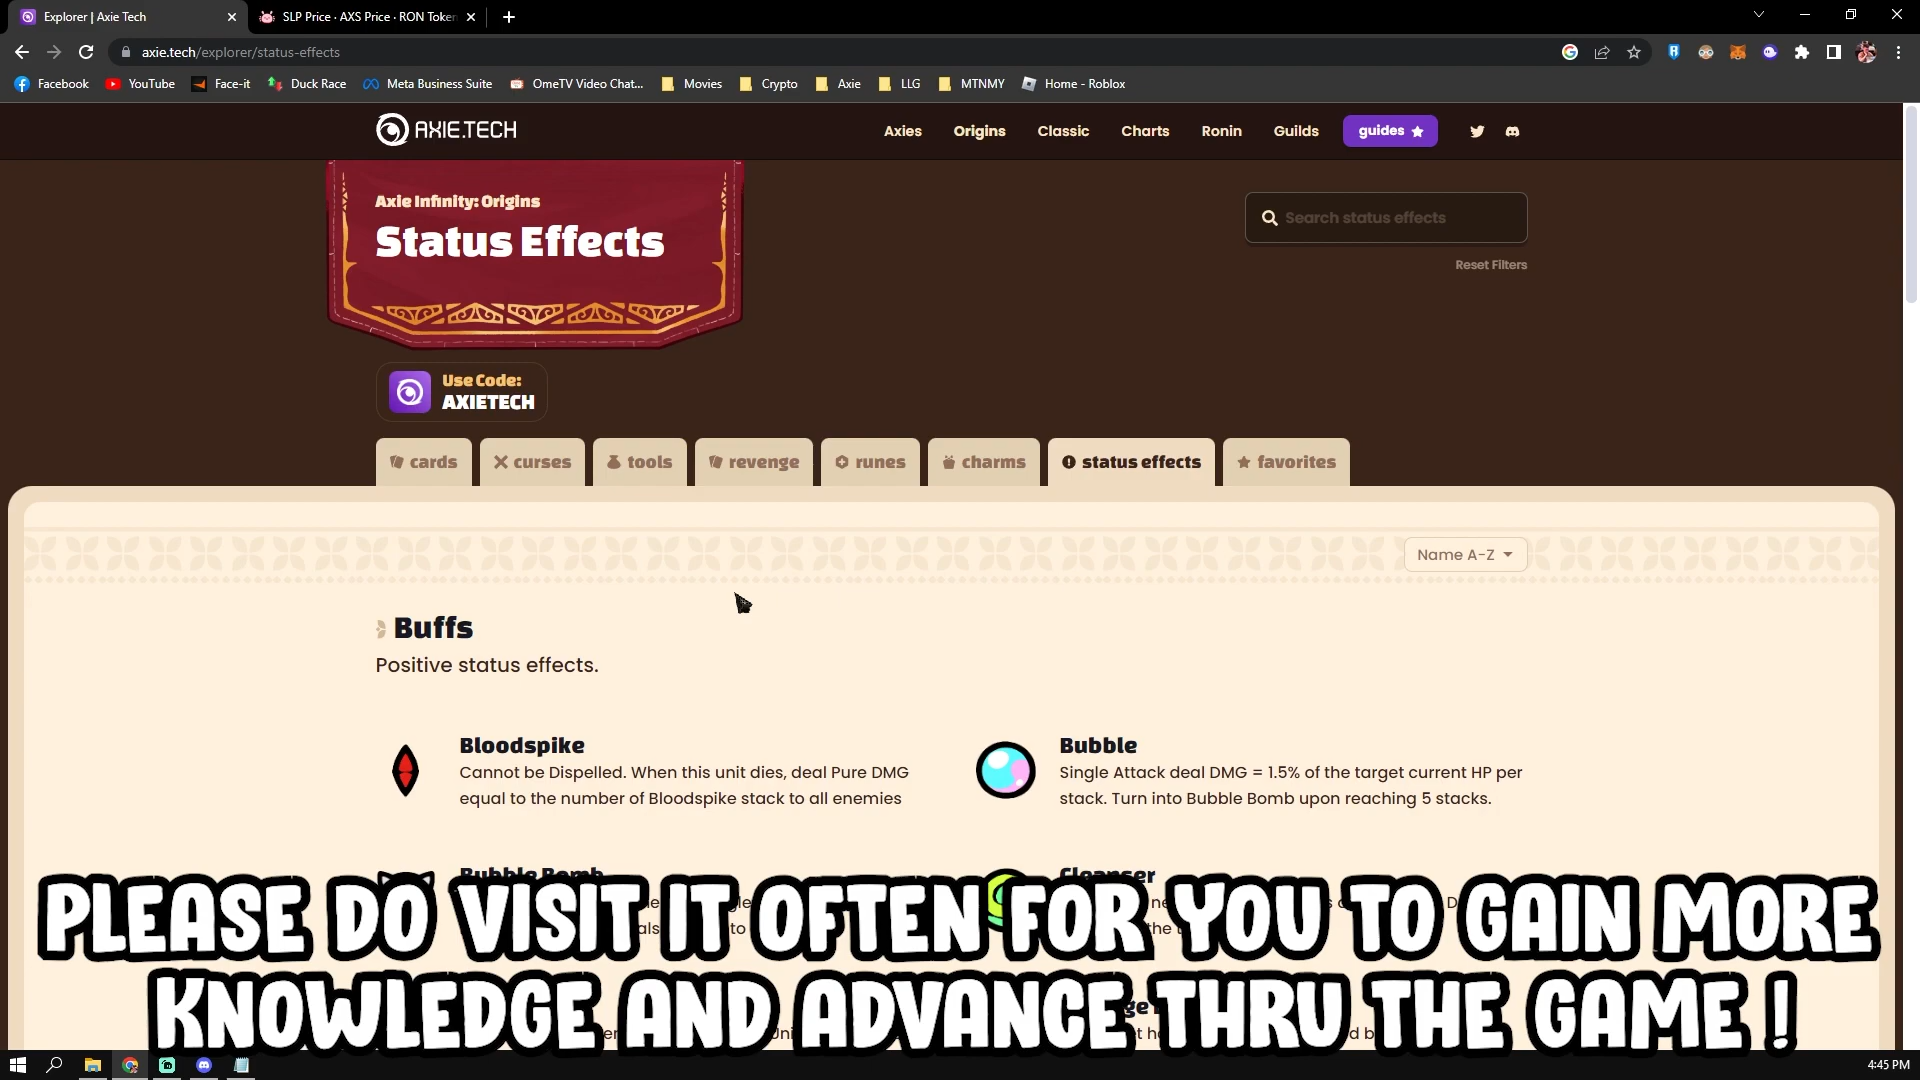 Explorer | Axie Tech
SLP Price · AXS Price · RON Token
axie.tech/explorer/status-effects
Facebook YouTube Face-it Duck Race Meta Business Suite OmeTV Video Chat... Movies Crypto Axie LLG MTNMY Home - Roblox
AXIE.TECH
Axies Origins Classic Charts Ronin Guilds guides
Axie Infinity: Origins
Status Effects
Search status effects
Reset Filters
Use Code:
AXIETECH
cards curses tools revenge runes charms status effects favorites
Name A-Z
Buffs
Positive status effects.
Bloodspike
Cannot be Dispelled. When this unit dies, deal Pure DMG
equal to the number of Bloodspike stack to all enemies
Bubble
Single Attack deal DMG = 1.5% of the target current HP per
stack. Turn into Bubble Bomb upon reaching 5 stacks.
Bubble Bomb
Cleanser
PLEASE DO VISIT IT OFTEN FOR YOU TO GAIN MORE
KNOWLEDGE AND ADVANCE THRU THE GAME !
4:45 PM